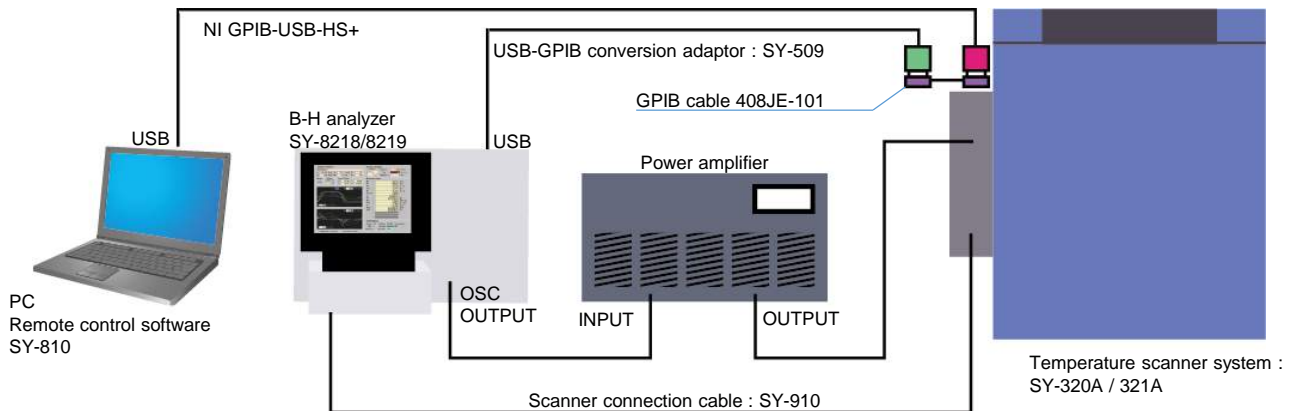 NI GPIB-USB-HS+
USB-GPIB conversion adaptor : SY-509
GPIB cable 408JE-101
B-H analyzer
SY-8218/8219
USB
USB
Power amplifier
OSC
OUTPUT
INPUT
OUTPUT
PC
Remote control software
SY-810
Temperature scanner system :
SY-320A / 321A
Scanner connection cable : SY-910